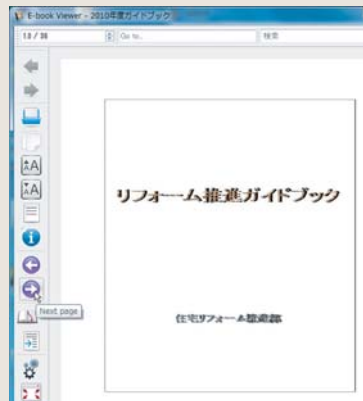 E-book Viewer - 2010年度ガイドブック
1.0 / 36
Go to...
検索
リフォーム推進ガイドブック
Next page
住宅リフォーム推進部